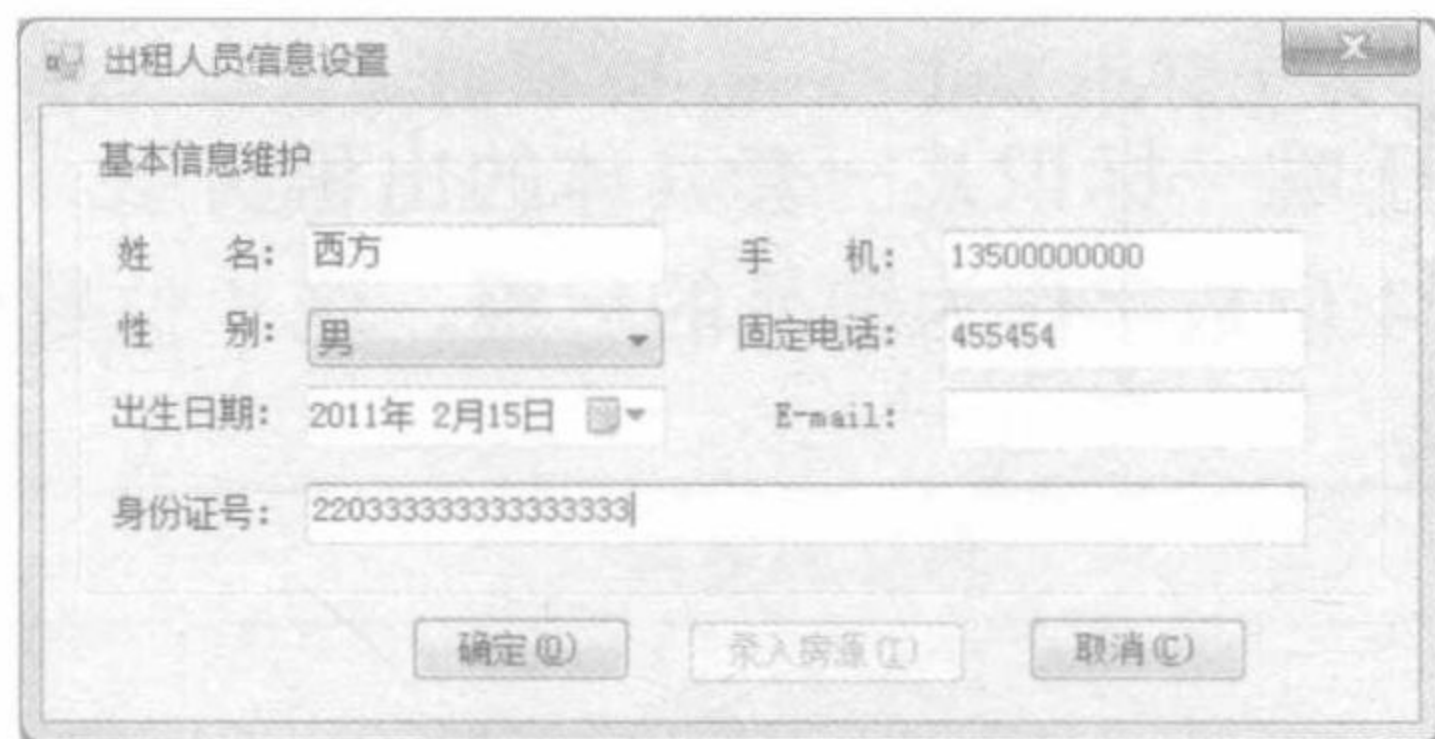 出租人员信息设置
基本信息维护
姓 名： 西方 手 机： 13500000000
性 别： 男 固定电话： 455454
出生日期： 2011年 2月15日 E-mail：
身份证号： 220333333333333333
确定(O) 录入房源(I) 取消(C)